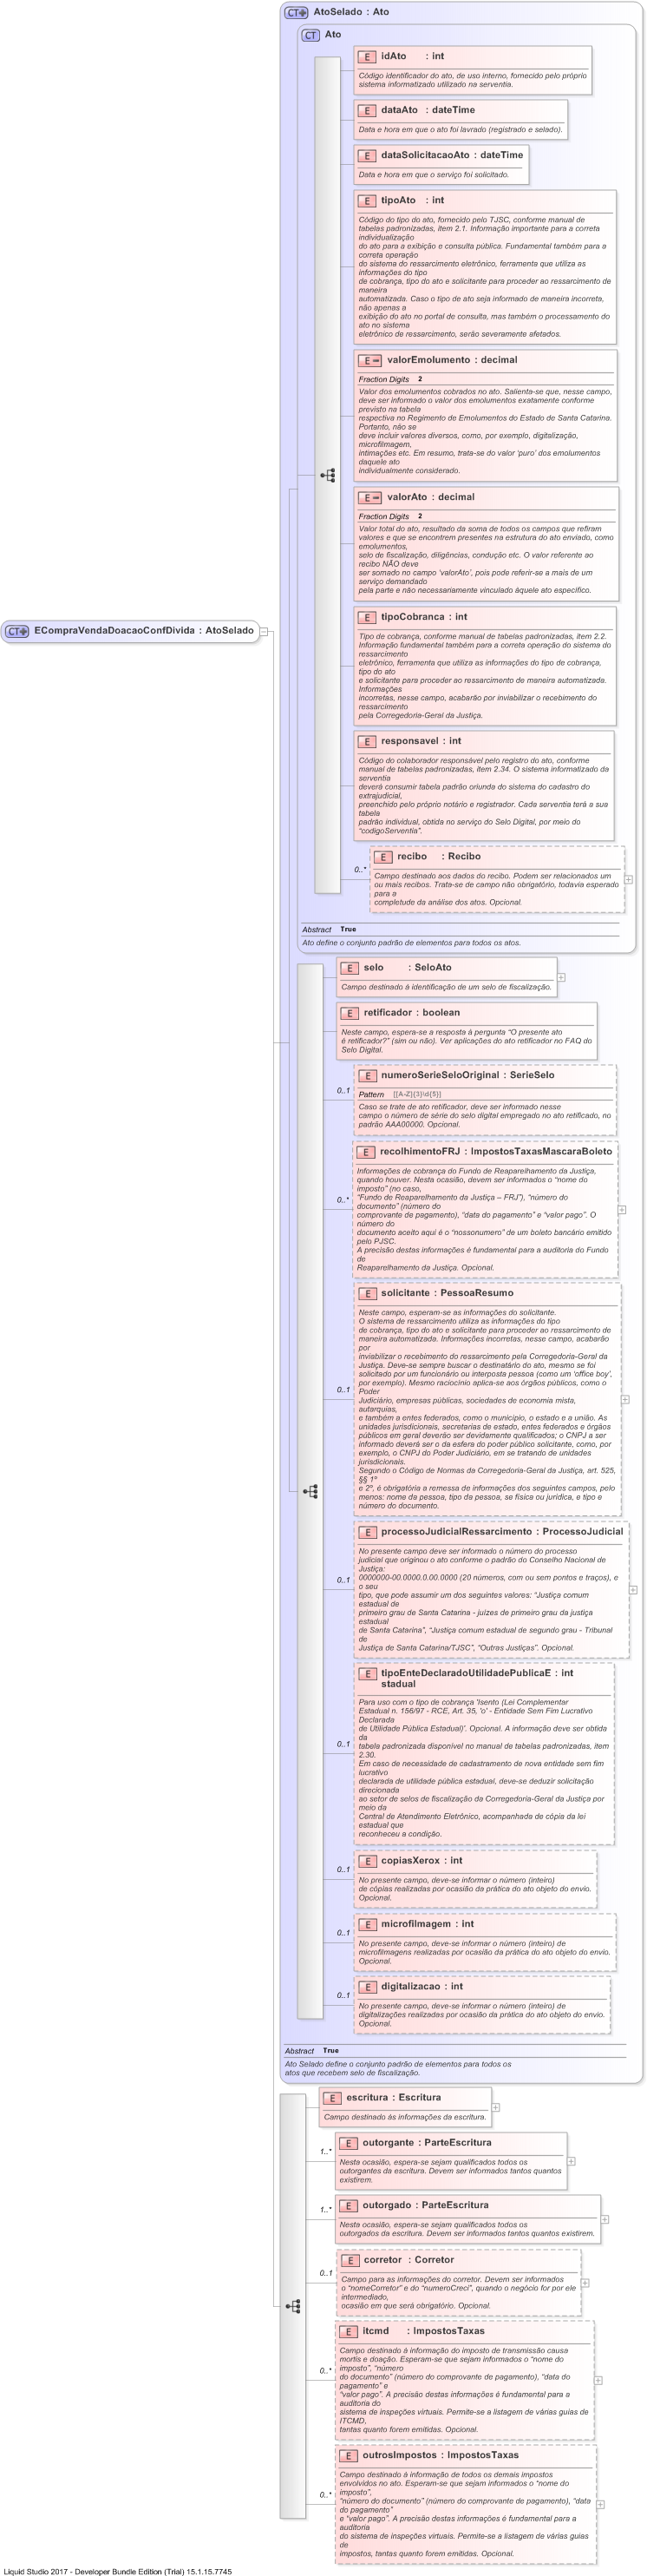 CT AtoSelado : Ato
CT Ato
E idAto : int
Código identificador do ato, de uso interno, fornecido pelo próprio
sistema informatizado utilizado na serventia.
E dataAto : dateTime
Data e hora em que o ato foi lavrado (registrado e selado).
E dataSolicitacaoAto : dateTime
Data e hora em que o serviço foi solicitado.
E tipoAto : int
Código do tipo do ato, fornecido pelo TJSC, conforme manual de
tabelas padronizadas, item 2.1. Informação importante para a correta
individualização
do ato para a exibição e consulta pública. Fundamental também para a
correta operação
do sistema do ressarcimento eletrônico, ferramenta que utiliza as
informações do tipo
de cobrança, tipo do ato e solicitante para proceder ao ressarcimento de
maneira
automatizada. Caso o tipo de ato seja informado de maneira incorreta,
não apenas a
exibição do ato no portal de consulta, mas também o processamento do
ato no sistema
eletrônico de ressarcimento, serão severamente afetados.
E valorEmolumento : decimal
Fraction Digits 2
Valor dos emolumentos cobrados no ato. Salienta-se que, nesse campo,
deve ser informado o valor dos emolumentos exatamente conforme
previsto na tabela
respectiva no Regimento de Emolumentos do Estado de Santa Catarina.
Portanto, não se
deve incluir valores diversos, como, por exemplo, digitalização,
microfilmagem,
intimações etc. Em resumo, trata-se do valor 'puro' dos emolumentos
daquele ato
individualmente considerado.
E valorAto : decimal
Fraction Digits 2
Valor total do ato, resultado da soma de todos os campos que refiram
valores e que se encontrem presentes na estrutura do ato enviado, como
emolumentos,
selo de fiscalização, diligências, condução etc. O valor referente ao
recibo NÃO deve
ser somado no campo 'valorAto', pois pode referir-se a mais de um
serviço demandado
pela parte e não necessariamente vinculado àquele ato específico.
CT ECompraVendaDoacaoConfDivida : AtoSelado
E tipoCobranca : int
Tipo de cobrança, conforme manual de tabelas padronizadas, item 2.2.
Informação fundamental também para a correta operação do sistema do
ressarcimento
eletrônico, ferramenta que utiliza as informações do tipo de cobrança,
tipo do ato
e solicitante para proceder ao ressarcimento de maneira automatizada.
Informações
incorretas, nesse campo, acabarão por inviabilizar o recebimento do
ressarcimento
pela Corregedoria-Geral da Justiça.
E responsavel : int
Código do colaborador responsável pelo registro do ato, conforme
manual de tabelas padronizadas, item 2.34. O sistema informatizado da
serventia
deverá consumir tabela padrão oriunda do sistema do cadastro do
extrajudicial,
preenchido pelo próprio notário e registrador. Cada serventia terá a sua
tabela
padrão individual, obtida no serviço do Selo Digital, por meio do
"codigoServentia".
0..* E recibo : Recibo
Campo destinado aos dados do recibo. Podem ser relacionados um
ou mais recibos. Trata-se de campo não obrigatório, todavia esperado
para a
completude da análise dos atos. Opcional.
Abstract True
Ato define o conjunto padrão de elementos para todos os atos.
E selo : SeloAto
Campo destinado à identificação de um selo de fiscalização.
E retificador : boolean
Neste campo, espera-se a resposta à pergunta "O presente ato
é retificador?" (sim ou não). Ver aplicações do ato retificador no FAQ do
Selo Digital.
0..1 E numeroSerieSeloOriginal : SerieSelo
Pattern [[A-Z]{3}\d{5}]
Caso se trate de ato retificador, deve ser informado nesse
campo o número de série do selo digital empregado no ato retificado, no
padrão AAA00000. Opcional.
0..* E recolhimentoFRJ : ImpostosTaxasMascaraBoleto
Informações de cobrança do Fundo de Reaparelhamento da Justiça,
quando houver. Nesta ocasião, devem ser informados o "nome do
imposto" (no caso,
"Fundo de Reaparelhamento da Justiça – FRJ"), "número do
documento" (número do
comprovante de pagamento), "data do pagamento" e "valor pago". O
número do
documento aceito aqui é o "nossonumero" de um boleto bancário emitido
pelo PJSC.
A precisão destas informações é fundamental para a auditoria do Fundo
de
Reaparelhamento da Justiça. Opcional.
0..1 E solicitante : PessoaResumo
Neste campo, esperam-se as informações do solicitante.
O sistema de ressarcimento utiliza as informações do tipo
de cobrança, tipo do ato e solicitante para proceder ao ressarcimento de
maneira automatizada. Informações incorretas, nesse campo, acabarão
por
inviabilizar o recebimento do ressarcimento pela Corregedoria-Geral da
Justiça. Deve-se sempre buscar o destinatário do ato, mesmo se foi
solicitado por um funcionário ou interposta pessoa (como um 'office boy',
por exemplo). Mesmo raciocínio aplica-se aos órgãos públicos, como o
Poder
Judiciário, empresas públicas, sociedades de economia mista,
autarquias,
e também a entes federados, como o município, o estado e a união. As
unidades jurisdicionais, secretarias de estado, entes federados e órgãos
públicos em geral deverão ser devidamente qualificados; o CNPJ a ser
informado deverá ser o da esfera do poder público solicitante, como, por
exemplo, o CNPJ do Poder Judiciário, em se tratando de unidades
jurisdicionais.
Segundo o Código de Normas da Corregedoria-Geral da Justiça, art. 525,
§§ 1º
e 2º, é obrigatória a remessa de informações dos seguintes campos, pelo
menos: nome da pessoa, tipo da pessoa, se física ou jurídica, e tipo e
número do documento.
0..1 E processoJudicialRessarcimento : ProcessoJudicial
No presente campo deve ser informado o número do processo
judicial que originou o ato conforme o padrão do Conselho Nacional de
Justiça:
0000000-00.0000.0.00.0000 (20 números, com ou sem pontos e traços), e
o seu
tipo, que pode assumir um dos seguintes valores: "Justiça comum
estadual de
primeiro grau de Santa Catarina - juízes de primeiro grau da justiça
estadual
de Santa Catarina", "Justiça comum estadual de segundo grau - Tribunal
de
Justiça de Santa Catarina/TJSC", "Outras Justiças". Opcional.
0..1 E tipoEnteDeclaradoUtilidadePublicaE : int
stadual
Para uso com o tipo de cobrança 'Isento (Lei Complementar
Estadual n. 156/97 - RCE, Art. 35, 'o' - Entidade Sem Fim Lucrativo
Declarada
de Utilidade Pública Estadual)'. Opcional. A informação deve ser obtida
da
tabela padronizada disponível no manual de tabelas padronizadas, item
2.30.
Em caso de necessidade de cadastramento de nova entidade sem fim
lucrativo
declarada de utilidade pública estadual, deve-se deduzir solicitação
direcionada
ao setor de selos de fiscalização da Corregedoria-Geral da Justiça por
meio da
Central de Atendimento Eletrônico, acompanhada de cópia da lei
estadual que
reconheceu a condição.
0..1 E copiasXerox : int
No presente campo, deve-se informar o número (inteiro)
de cópias realizadas por ocasião da prática do ato objeto do envio.
Opcional.
0..1 E microfilmagem : int
No presente campo, deve-se informar o número (inteiro) de
microfilmagens realizadas por ocasião da prática do ato objeto do envio.
Opcional.
0..1 E digitalizacao : int
No presente campo, deve-se informar o número (inteiro) de
digitalizações realizadas por ocasião da prática do ato objeto do envio.
Opcional.
Abstract True
Ato Selado define o conjunto padrão de elementos para todos os
atos que recebem selo de fiscalização.
E escritura : Escritura
Campo destinado às informações da escritura.
1..* E outorgante : ParteEscritura
Nesta ocasião, espera-se sejam qualificados todos os
outorgantes da escritura. Devem ser informados tantos quantos
existirem.
1..* E outorgado : ParteEscritura
Nesta ocasião, espera-se sejam qualificados todos os
outorgados da escritura. Devem ser informados tantos quantos existirem.
0..1 E corretor : Corretor
Campo para as informações do corretor. Devem ser informados
o "nomeCorretor" e do "numeroCreci", quando o negócio for por ele
intermediado,
ocasião em que será obrigatório. Opcional.
0..* E itcmd : ImpostosTaxas
Campo destinado à informação do imposto de transmissão causa
mortis e doação. Esperam-se que sejam informados o "nome do
imposto", "número
do documento" (número do comprovante de pagamento), "data do
pagamento" e
"valor pago". A precisão destas informações é fundamental para a
auditoria do
sistema de inspeções virtuais. Permite-se a listagem de várias guias de
ITCMD,
tantas quanto forem emitidas. Opcional.
0..* E outrosImpostos : ImpostosTaxas
Campo destinado à informação de todos os demais impostos
envolvidos no ato. Esperam-se que sejam informados o "nome do
imposto",
"número do documento" (número do comprovante de pagamento), "data
do pagamento"
e "valor pago". A precisão destas informações é fundamental para a
auditoria
do sistema de inspeções virtuais. Permite-se a listagem de várias guias
de
impostos, tantas quanto forem emitidas. Opcional.
Liquid Studio 2017 - Developer Bundle Edition (Trial) 15.1.15.7745